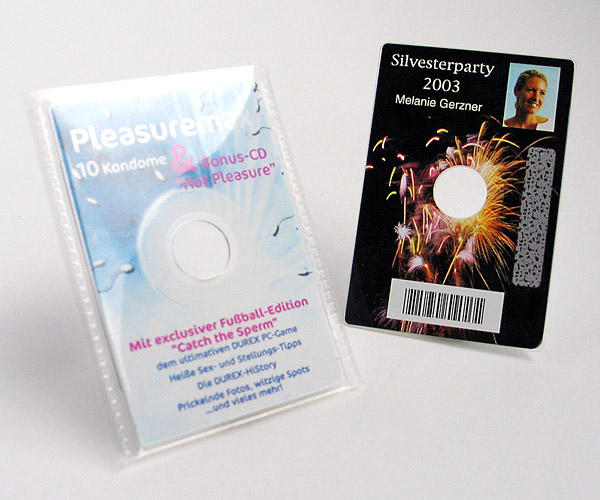 Pleasurema
10 Kondome & Bonus-CD
"Hot Pleasure"
Mit exclusiver Fußball-Edition
"Catch the Sperm"
dem ultimativen DUREX PC-Game
Heiße Sex- und Stellungs-Tipps
Die DUREX-HiStory
Prickelnde Fotos, witzige Spots
...und vieles mehr!
Silvesterparty
2003
Melanie Gerzner